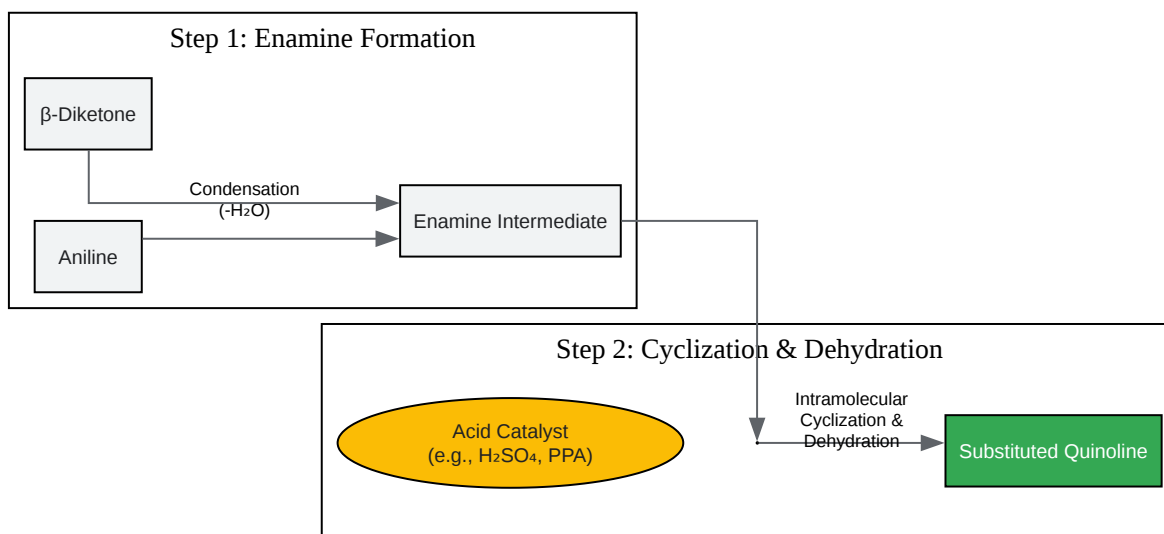 Step 1: Enamine Formation
β-Diketone
Condensation
(-H₂O)
Enamine Intermediate
Aniline
Step 2: Cyclization & Dehydration
Acid Catalyst
(e.g., H₂SO₄, PPA)
Intramolecular
Cyclization &
Dehydration
Substituted Quinoline